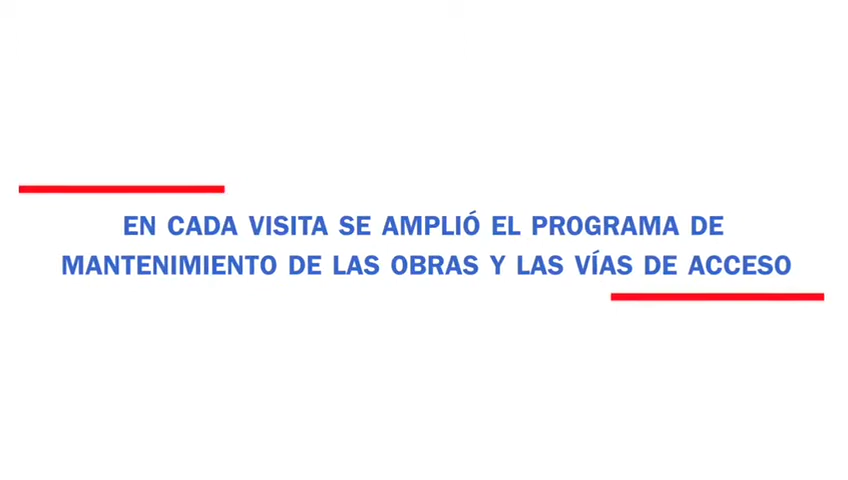 EN CADA VISITA SE AMPLIÓ EL PROGRAMA DE
MANTENIMIENTO DE LAS OBRAS Y LAS VÍAS DE ACCESO